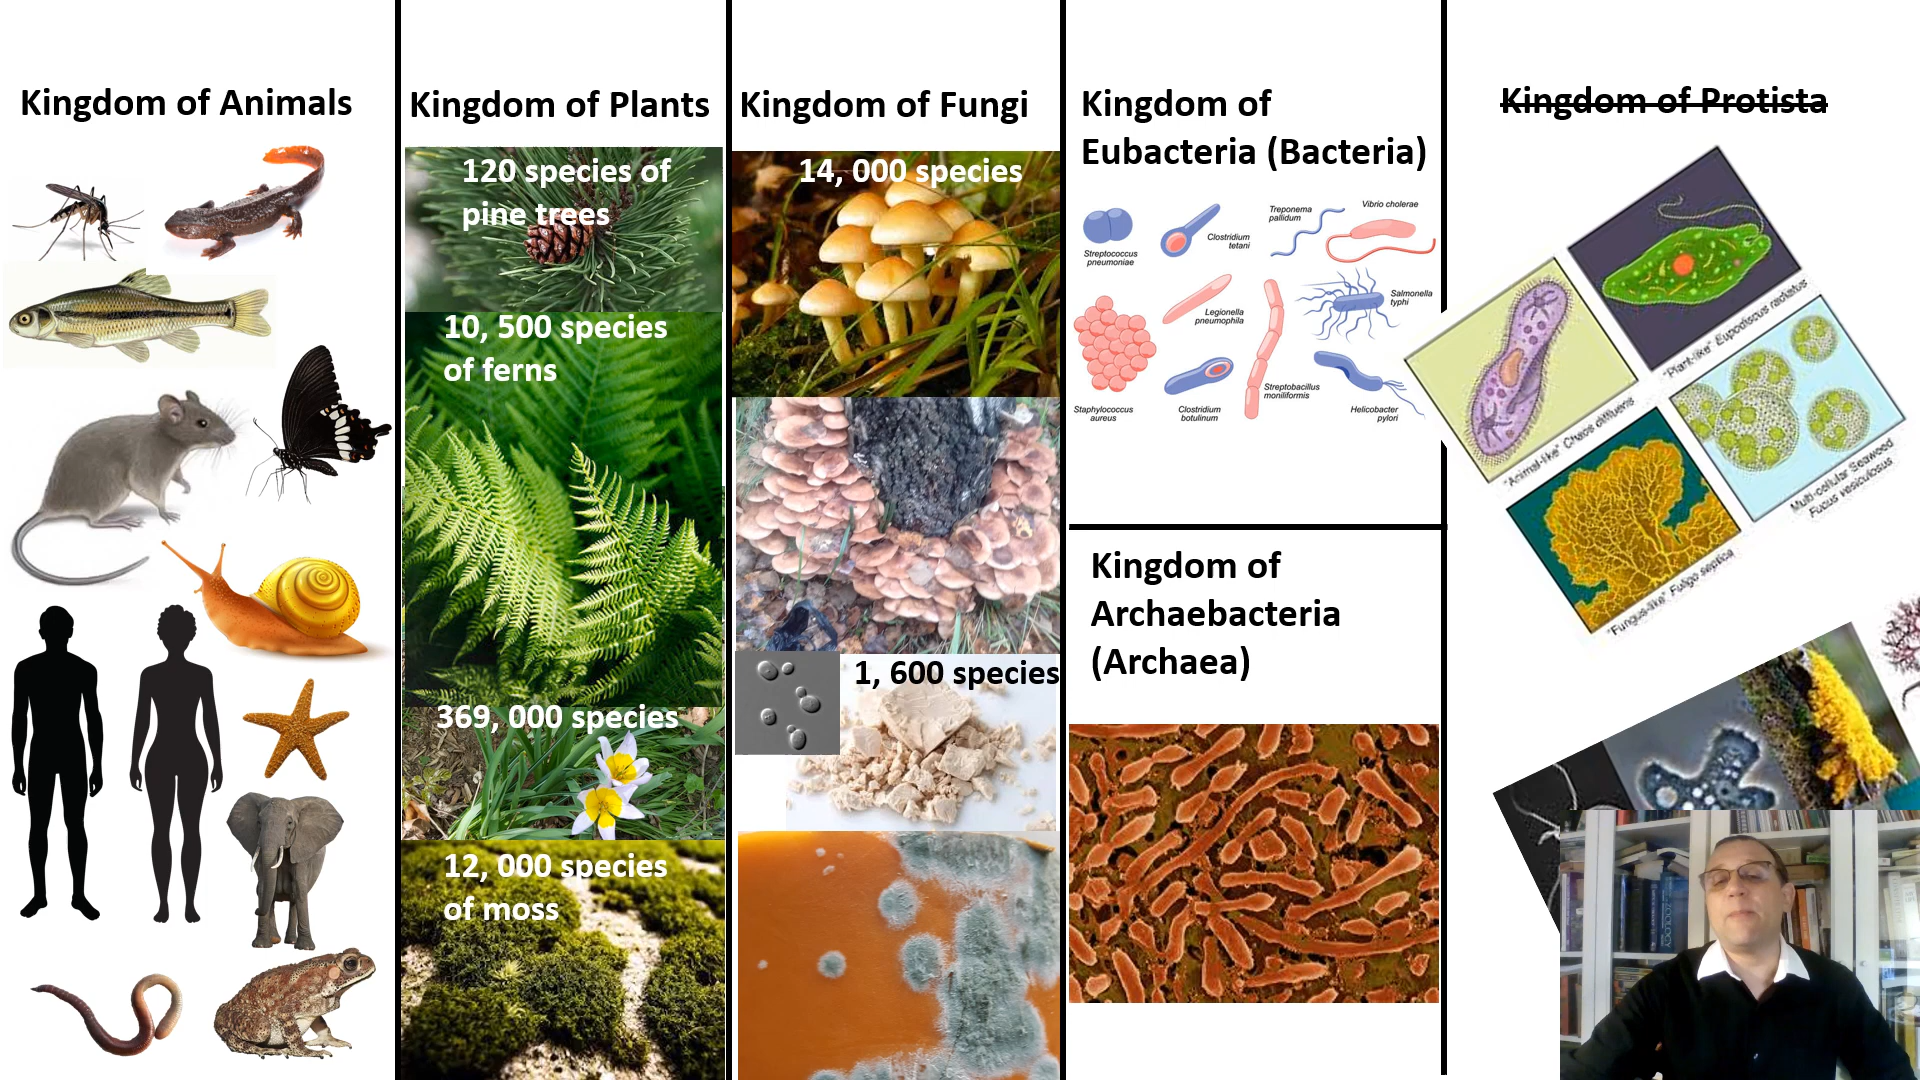 Kingdom of Animals
Kingdom of Plants
120 species of
pine trees
10, 500 species
of ferns
369, 000 species
12, 000 species
of moss
Kingdom of Fungi
14, 000 species
1, 600 species
Kingdom of
Eubacteria (Bacteria)
Streptococcus
pneumoniae
Clostridium
tetani
Treponema
pallidum
Vibrio cholerae
Legionella
pneumophila
Salmonella
typhi
Staphylococcus
aureus
Clostridium
botulinum
Streptobacillus
moniliformis
Helicobacter
pylori
Kingdom of
Archaebacteria
(Archaea)
Kingdom of Protista
"Plant-like" Eupodiscus radiatus
"Animal-like" Chaos diffluens
Multi-cellular Seaweed
Fucus vesiculosus
"Fungus-like" Fuligo septica
ZOOLOGY